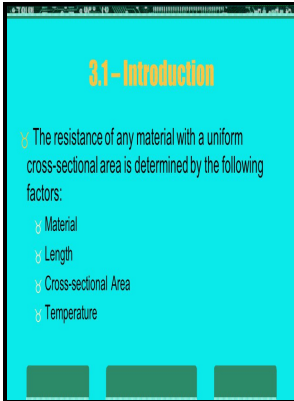 3.1 – Introduction
The resistance of any material with a uniform
cross-sectional area is determined by the following
factors:
Material
Length
Cross-sectional Area
Temperature